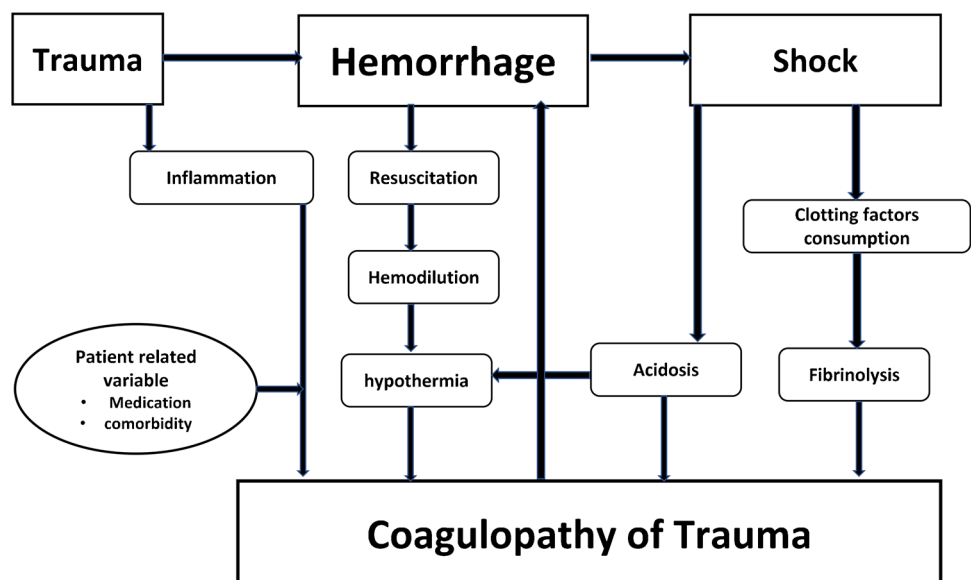 Trauma
Hemorrhage
Shock
Inflammation
Resuscitation
Clotting factors
consumption
Hemodilution
Patient related
variable
• Medication
• comorbidity
hypothermia
Acidosis
Fibrinolysis
Coagulopathy of Trauma